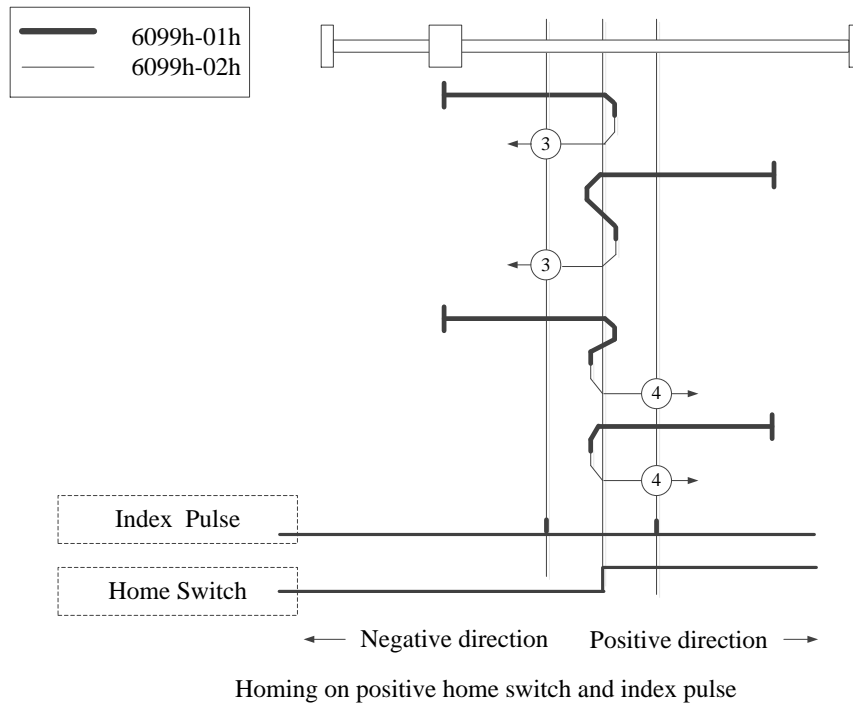 6099h-01h
6099h-02h
3
3
4
4
Index Pulse
Home Switch
Negative direction
Positive direction
Homing on positive home switch and index pulse